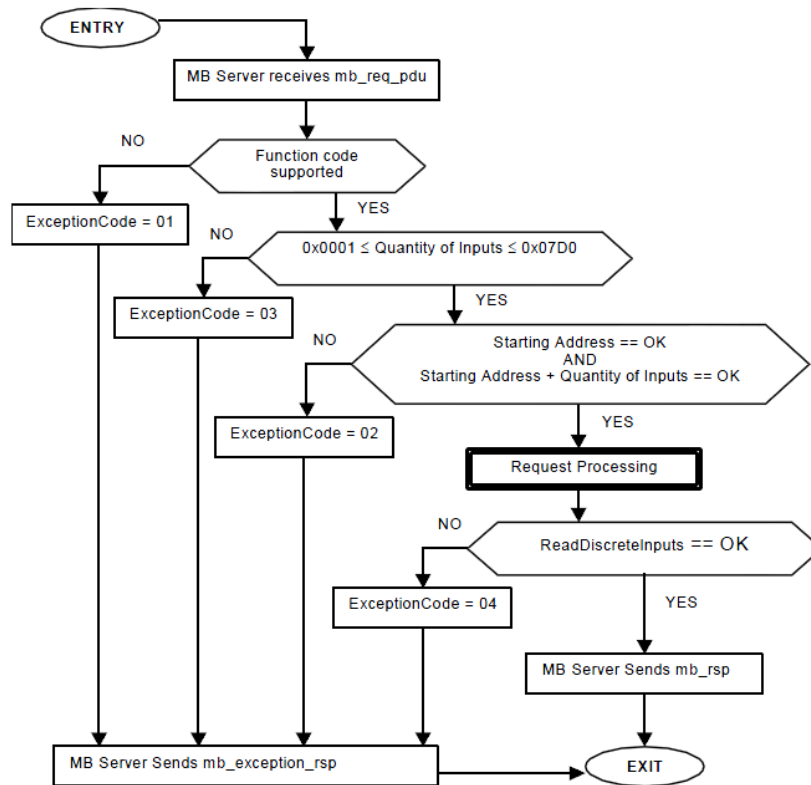 ENTRY
MB Server receives mb_req_pdu
NO
Function code
supported
YES
ExceptionCode = 01
NO
0x0001 ≤ Quantity of Inputs ≤ 0x07D0
YES
ExceptionCode = 03
NO
Starting Address == OK
AND
Starting Address + Quantity of Inputs == OK
YES
ExceptionCode = 02
Request Processing
NO
ReadDiscreteInputs == OK
YES
ExceptionCode = 04
MB Server Sends mb_rsp
MB Server Sends mb_exception_rsp
EXIT